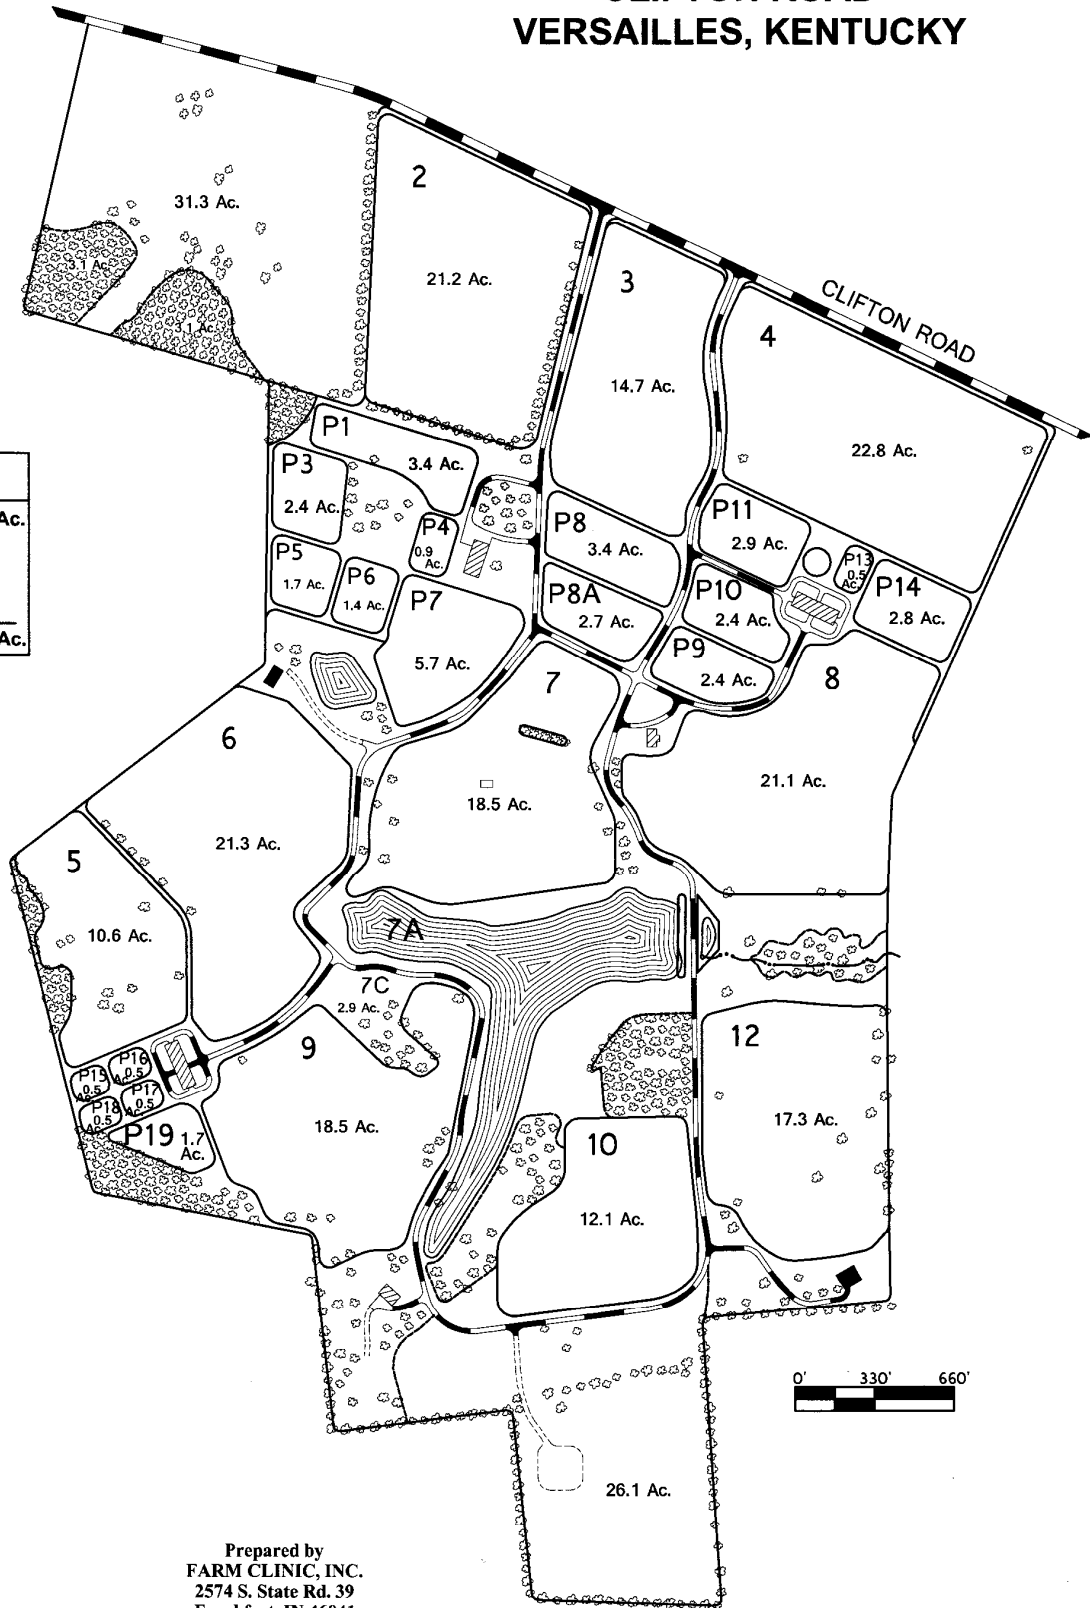 VERSAILLES, KENTUCKY
CLIFTON ROAD
31.3 Ac.
3.1 Ac.
3.1 Ac.
2
21.2 Ac.
3
14.7 Ac.
4
22.8 Ac.
P1
3.4 Ac.
P3
2.4 Ac.
P4
0.9
Ac.
P5
1.7 Ac.
P6
1.4 Ac.
P7
5.7 Ac.
P8
3.4 Ac.
P8A
2.7 Ac.
P11
2.9 Ac.
P10
2.4 Ac.
P9
2.4 Ac.
P13
0.5
Ac.
P14
2.8 Ac.
Ac.
Ac.
7
18.5 Ac.
8
21.1 Ac.
6
21.3 Ac.
5
10.6 Ac.
7A
7C
2.9 Ac.
9
18.5 Ac.
P15
0.5
Ac.
P16
0.5
Ac.
P17
0.5
Ac.
P18
0.5
Ac.
P19
1.7
Ac.
10
12.1 Ac.
12
17.3 Ac.
26.1 Ac.
0' 330' 660'
Prepared by
FARM CLINIC, INC.
2574 S. State Rd. 39